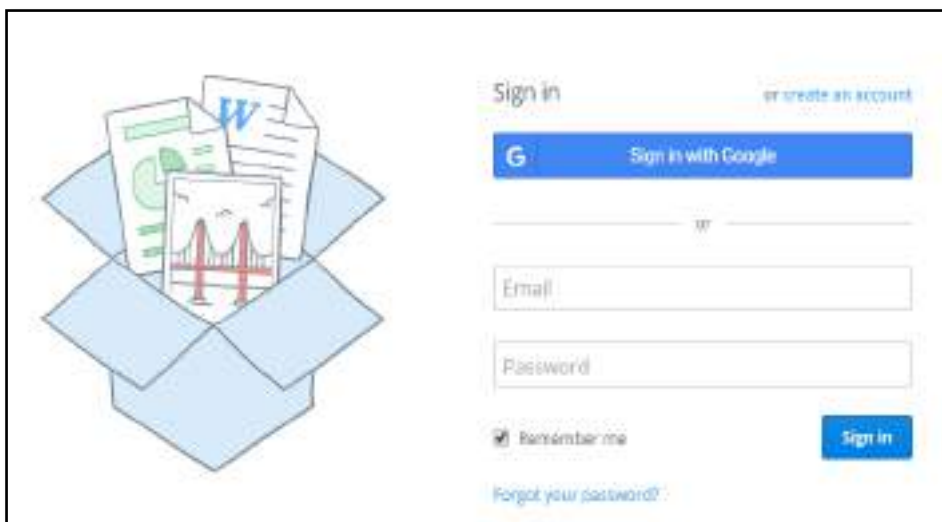 W
Sign in
or create an account
G Sign in with Google
or
Email
Password
Remember me
Sign in
Forgot your password?